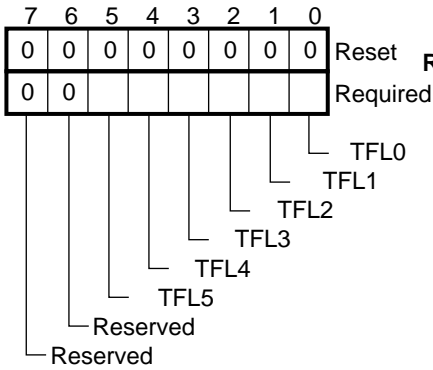 7 6 5 4 3 2 1 0
0 0 0 0 0 0 0 0 Reset
R
0 0 Required
TFL0
TFL1
TFL2
TFL3
TFL4
TFL5
Reserved
Reserved